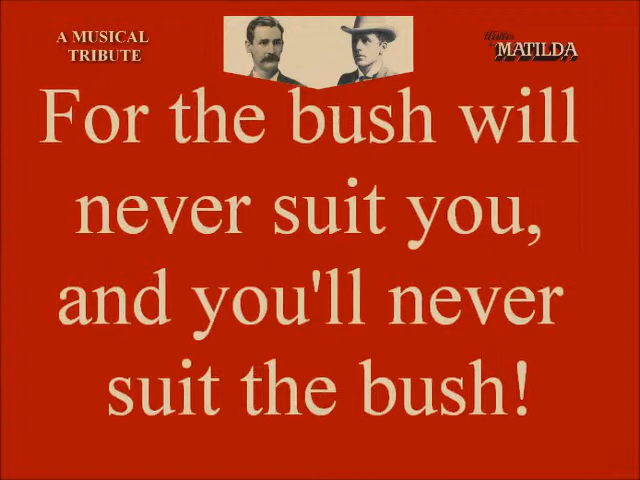 A MUSICAL
TRIBUTE
MATILDA
For the bush will
never suit you,
and you'll never
suit the bush!